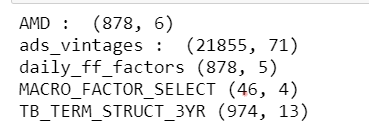 AMD :  (878, 6)
ads_vintages :  (21855, 71)
daily_ff_factors (878, 5)
MACRO_FACTOR_SELECT (46, 4)
TB_TERM_STRUCT_3YR (974, 13)